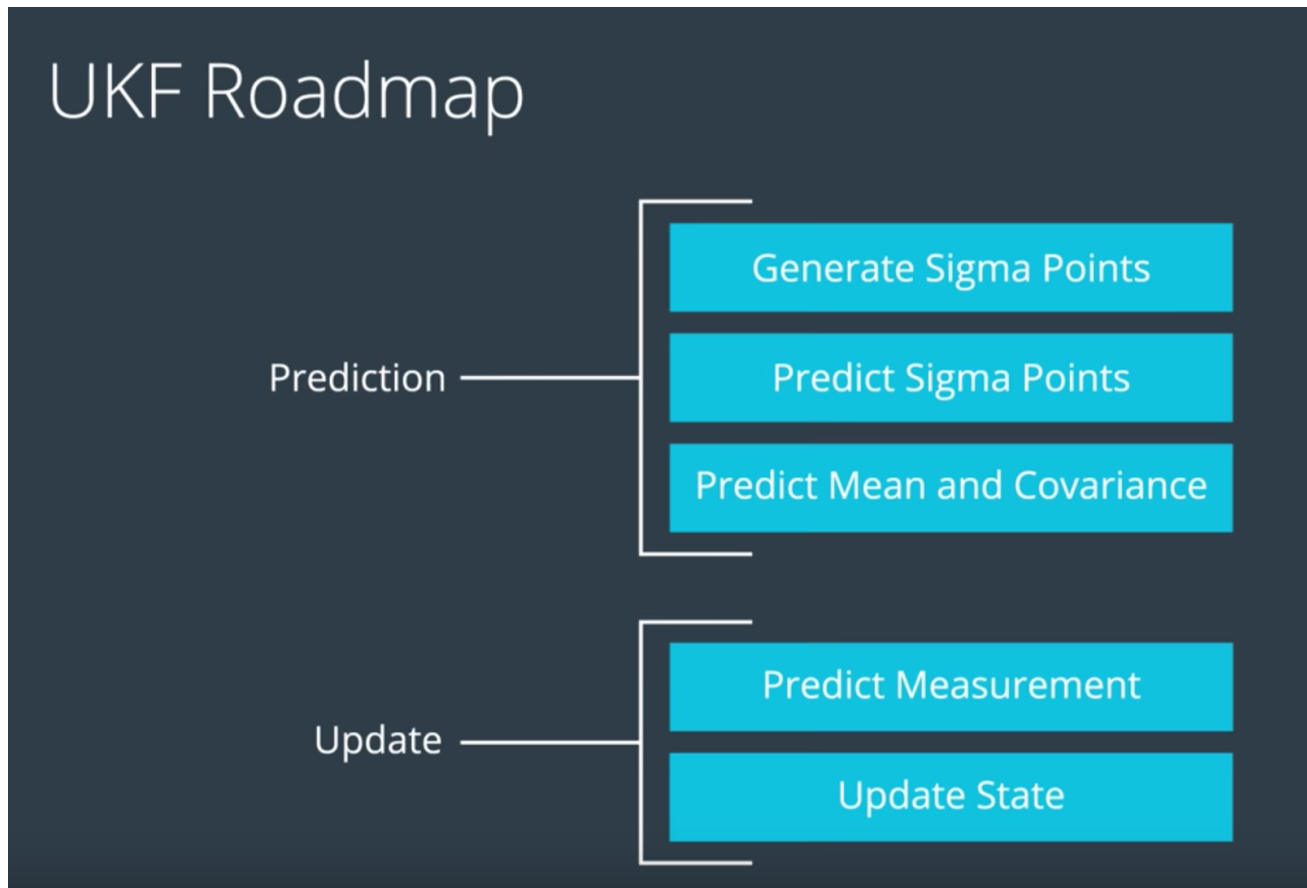 UKF Roadmap
Prediction
Generate Sigma Points
Predict Sigma Points
Predict Mean and Covariance
Update
Predict Measurement
Update State